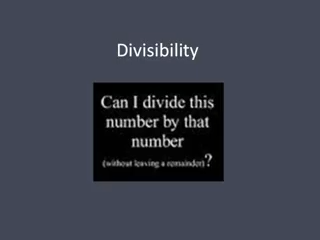 Divisibility
Can I divide this
number by that
number
(without leaving a remainder)?